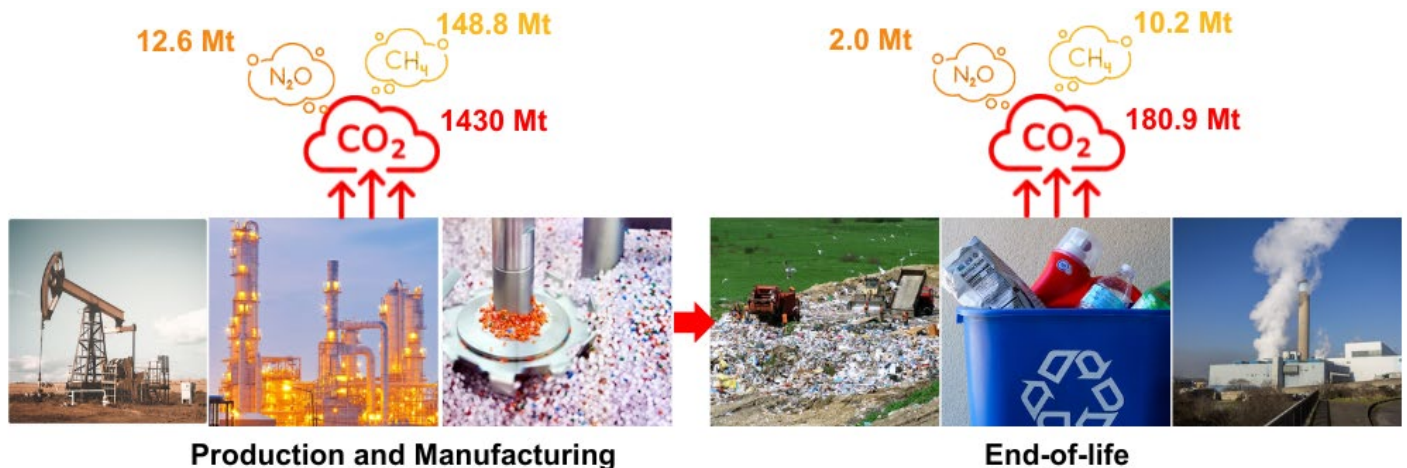 12.6 Mt
148.8 Mt
N₂O
CH₄
CO₂
1430 Mt
2.0 Mt
10.2 Mt
N₂O
CH₄
CO₂
180.9 Mt
Production and Manufacturing
End-of-life